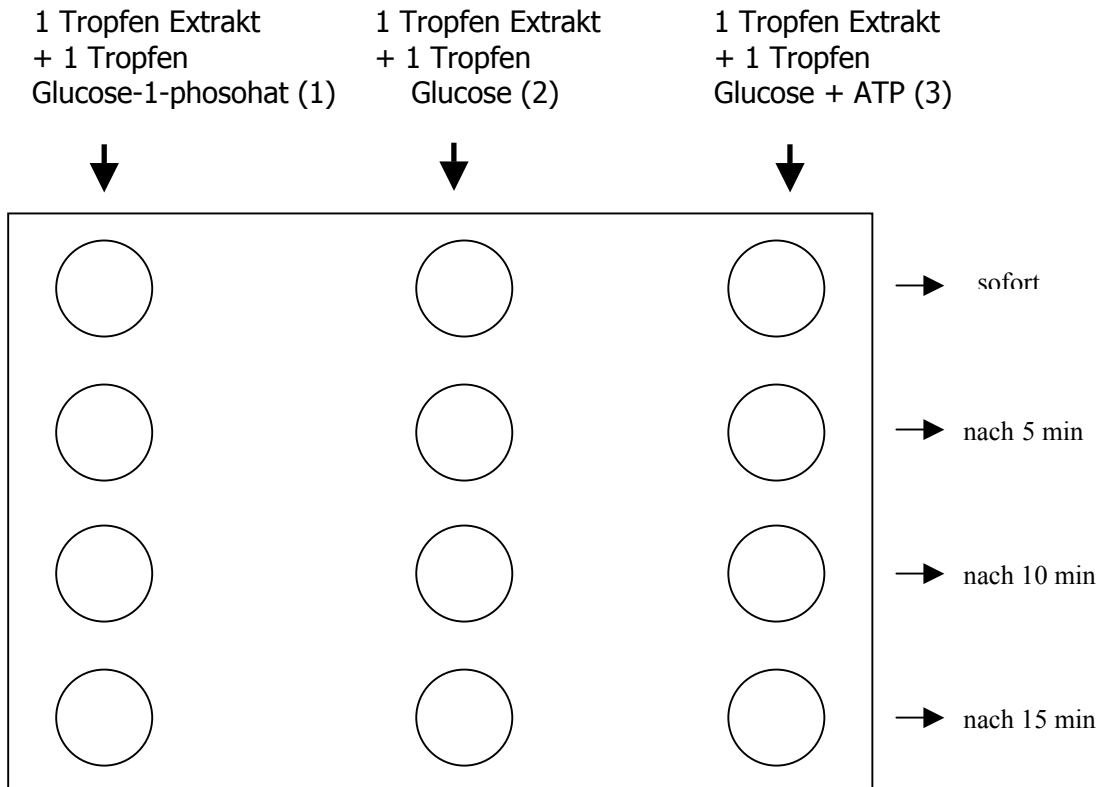 1 Tropfen Extrakt
+ 1 Tropfen
Glucose-1-phosohat (1)
1 Tropfen Extrakt
+ 1 Tropfen
Glucose (2)
1 Tropfen Extrakt
+ 1 Tropfen
Glucose + ATP (3)
sofort
nach 5 min
nach 10 min
nach 15 min